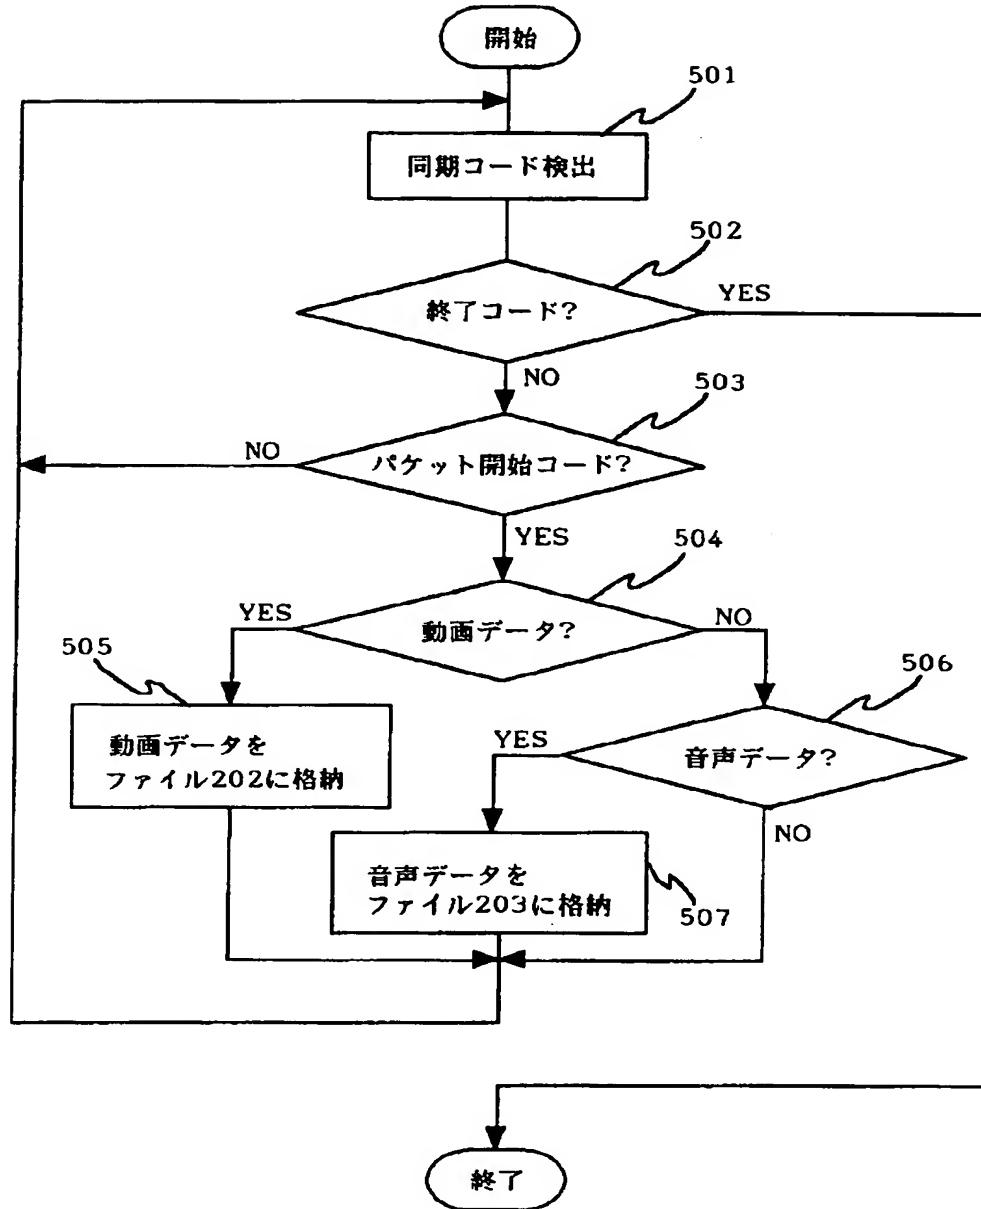 開始
501
同期コード検出
502
終了コード?
YES
NO
503
パケット開始コード?
NO
YES
504
動画データ?
YES
NO
505
動画データを
ファイル202に格納
506
音声データ?
YES
NO
音声データを
ファイル203に格納
507
終了